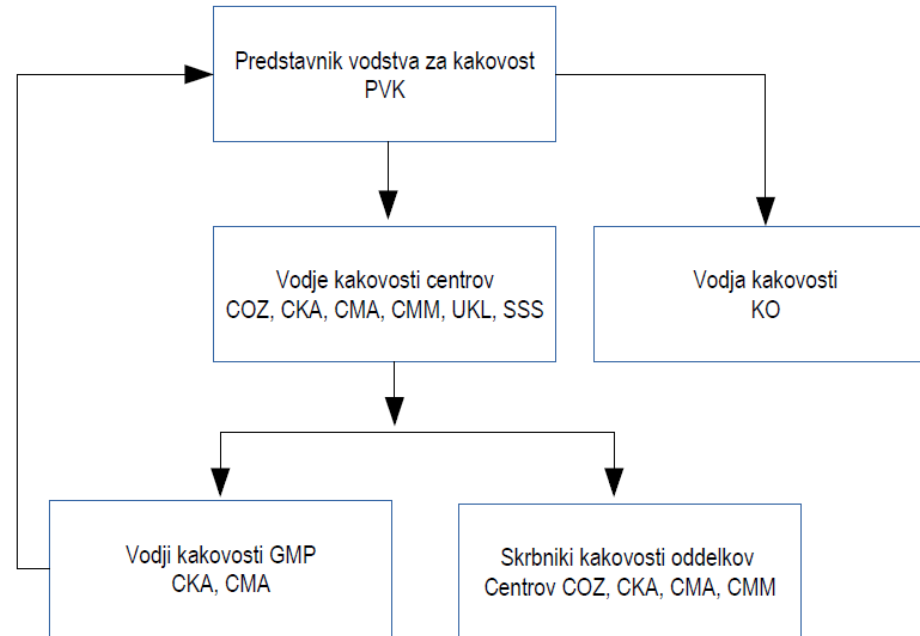 Predstavnik vodstva za kakovost
PVK
Vodje kakovosti centrov
COZ, CKA, CMA, CMM, UKL, SSS
Vodja kakovosti
KO
Vodji kakovosti GMP
CKA, CMA
Skrbniki kakovosti oddelkov
Centrov COZ, CKA, CMA, CMM